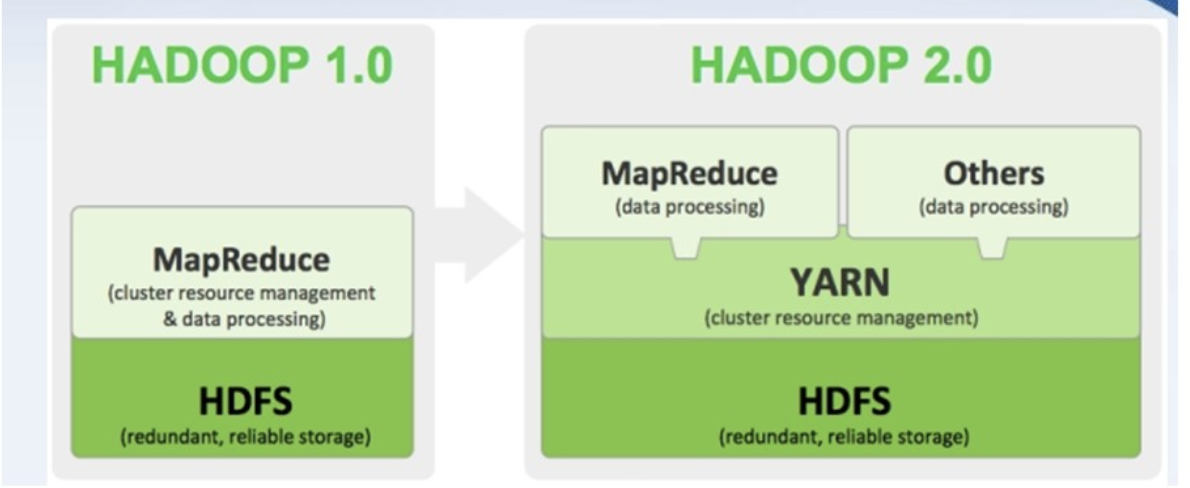 HADOOP 1.0
MapReduce
(cluster resource management
& data processing)
HDFS
(redundant, reliable storage)
HADOOP 2.0
MapReduce
(data processing)
Others
(data processing)
YARN
(cluster resource management)
HDFS
(redundant, reliable storage)